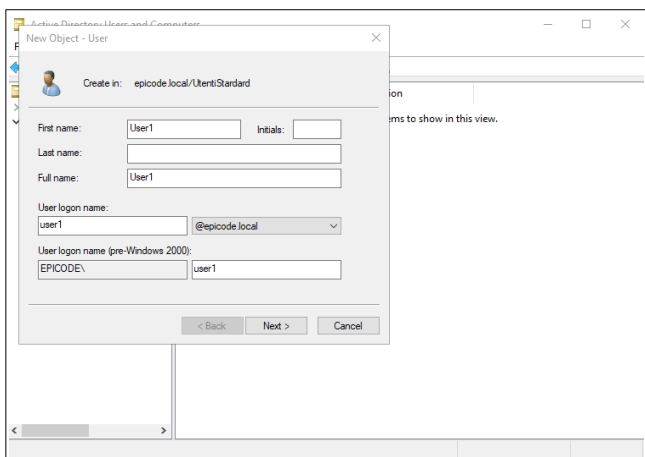 Active Directory Users and Computers
New Object - User
F
Create in: epicode.local/UtentiStardard
ion
ems to show in this view.
First name: User1 Initials:
Last name:
Full name: User1
User logon name:
user1 @epicode.local
User logon name (pre-Windows 2000):
EPICODE\ user1
< Back Next > Cancel